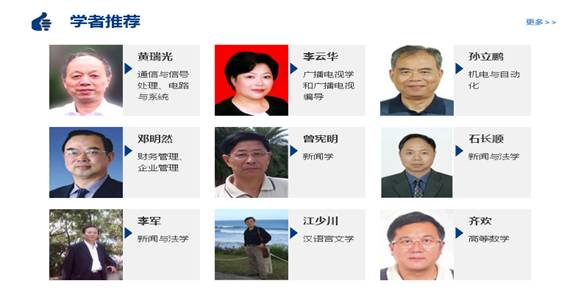 学者推荐
更多>>
黄瑞光
通信与信号
处理、电路
与系统
李云华
广播电视学
和广播电视
编导
孙立鹏
机电与自动
化
邓明然
财务管理、
企业管理
曾宪明
新闻学
石长顺
新闻与法学
李军
新闻与法学
江少川
汉语言文学
齐欢
高等数学